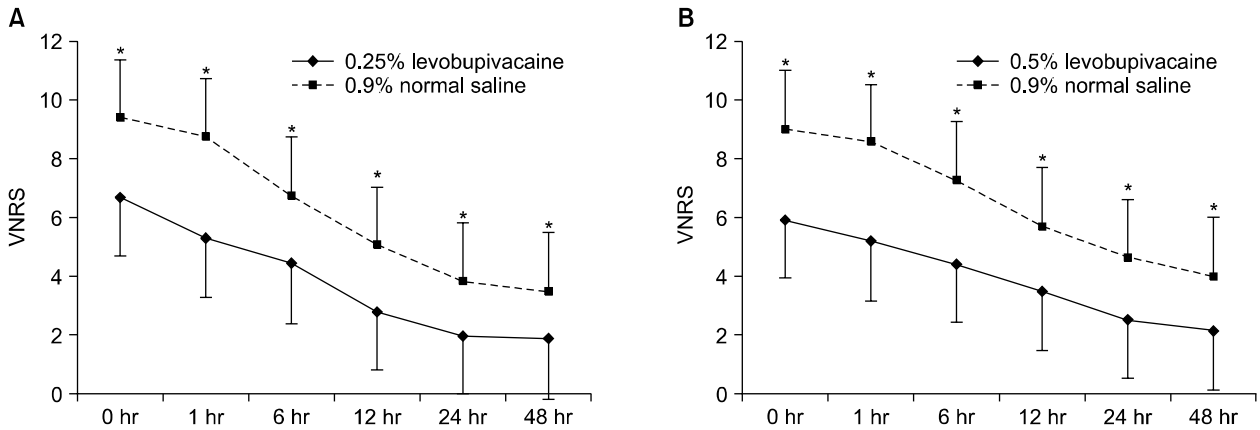 A
VNRS
12
10
8
6
4
2
0
0.25% levobupivacaine
0.9% normal saline
* * * * * *
0 hr 1 hr 6 hr 12 hr 24 hr 48 hr
B
VNRS
12
10
8
6
4
2
0
0.5% levobupivacaine
0.9% normal saline
* * * * * *
0 hr 1 hr 6 hr 12 hr 24 hr 48 hr